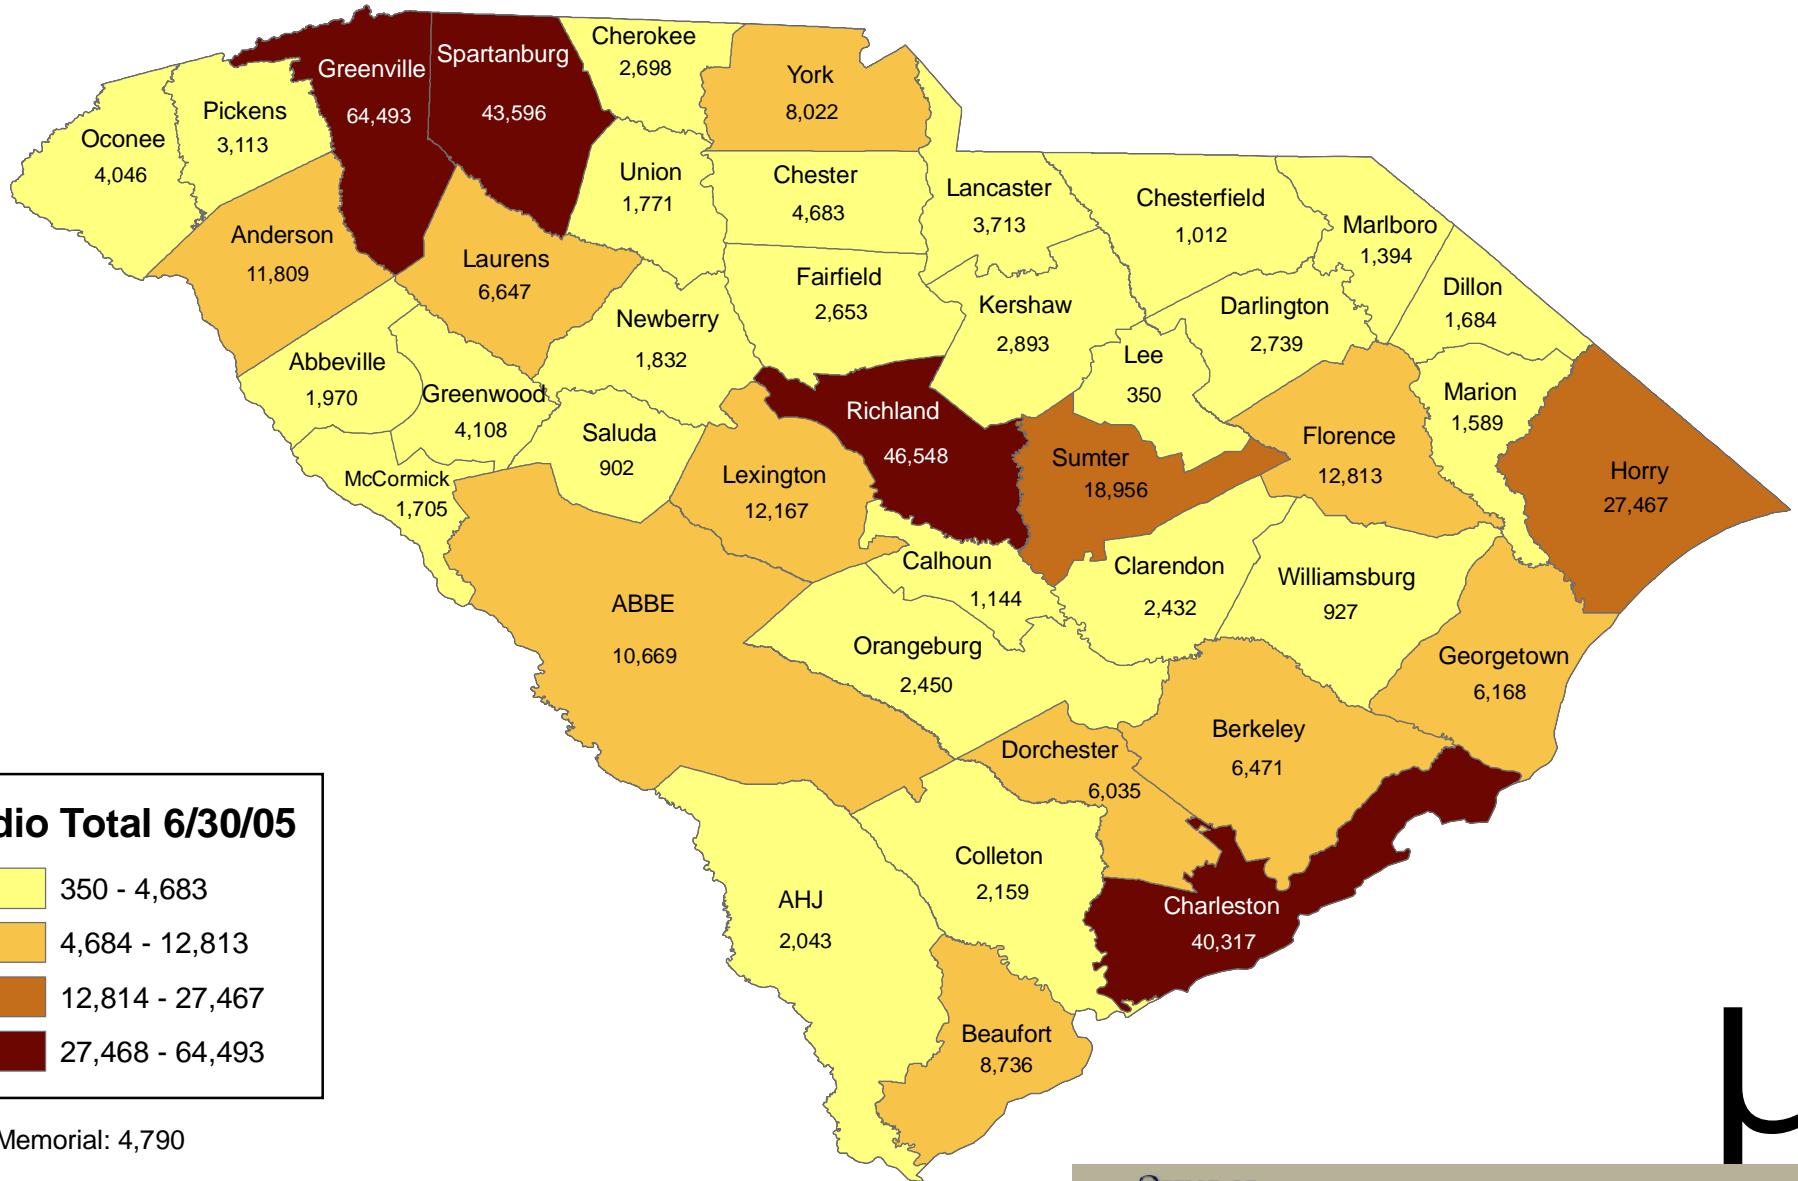 Cherokee
2,698
Spartanburg
43,596
Greenville
64,493
York
8,022
Pickens
3,113
Oconee
4,046
Union
1,771
Chester
4,683
Lancaster
3,713
Chesterfield
1,012
Marlboro
1,394
Anderson
11,809
Laurens
6,647
Fairfield
2,653
Kershaw
2,893
Darlington
2,739
Dillon
1,684
Newberry
1,832
Lee
350
Abbeville
1,970
Greenwood
4,108
Marion
1,589
Richland
46,548
Saluda
902
Florence
12,813
Sumter
18,956
Horry
27,467
Lexington
12,167
McCormick
1,705
Calhoun
1,144
Clarendon
2,432
Williamsburg
927
ABBE
10,669
Orangeburg
2,450
Georgetown
6,168
Berkeley
6,471
Dorchester
6,035
Colleton
2,159
AHJ
2,043
Charleston
40,317
Beaufort
8,736
dio Total 6/30/05
350 - 4,683
4,684 - 12,813
12,814 - 27,467
27,468 - 64,493
Memorial: 4,790
µ